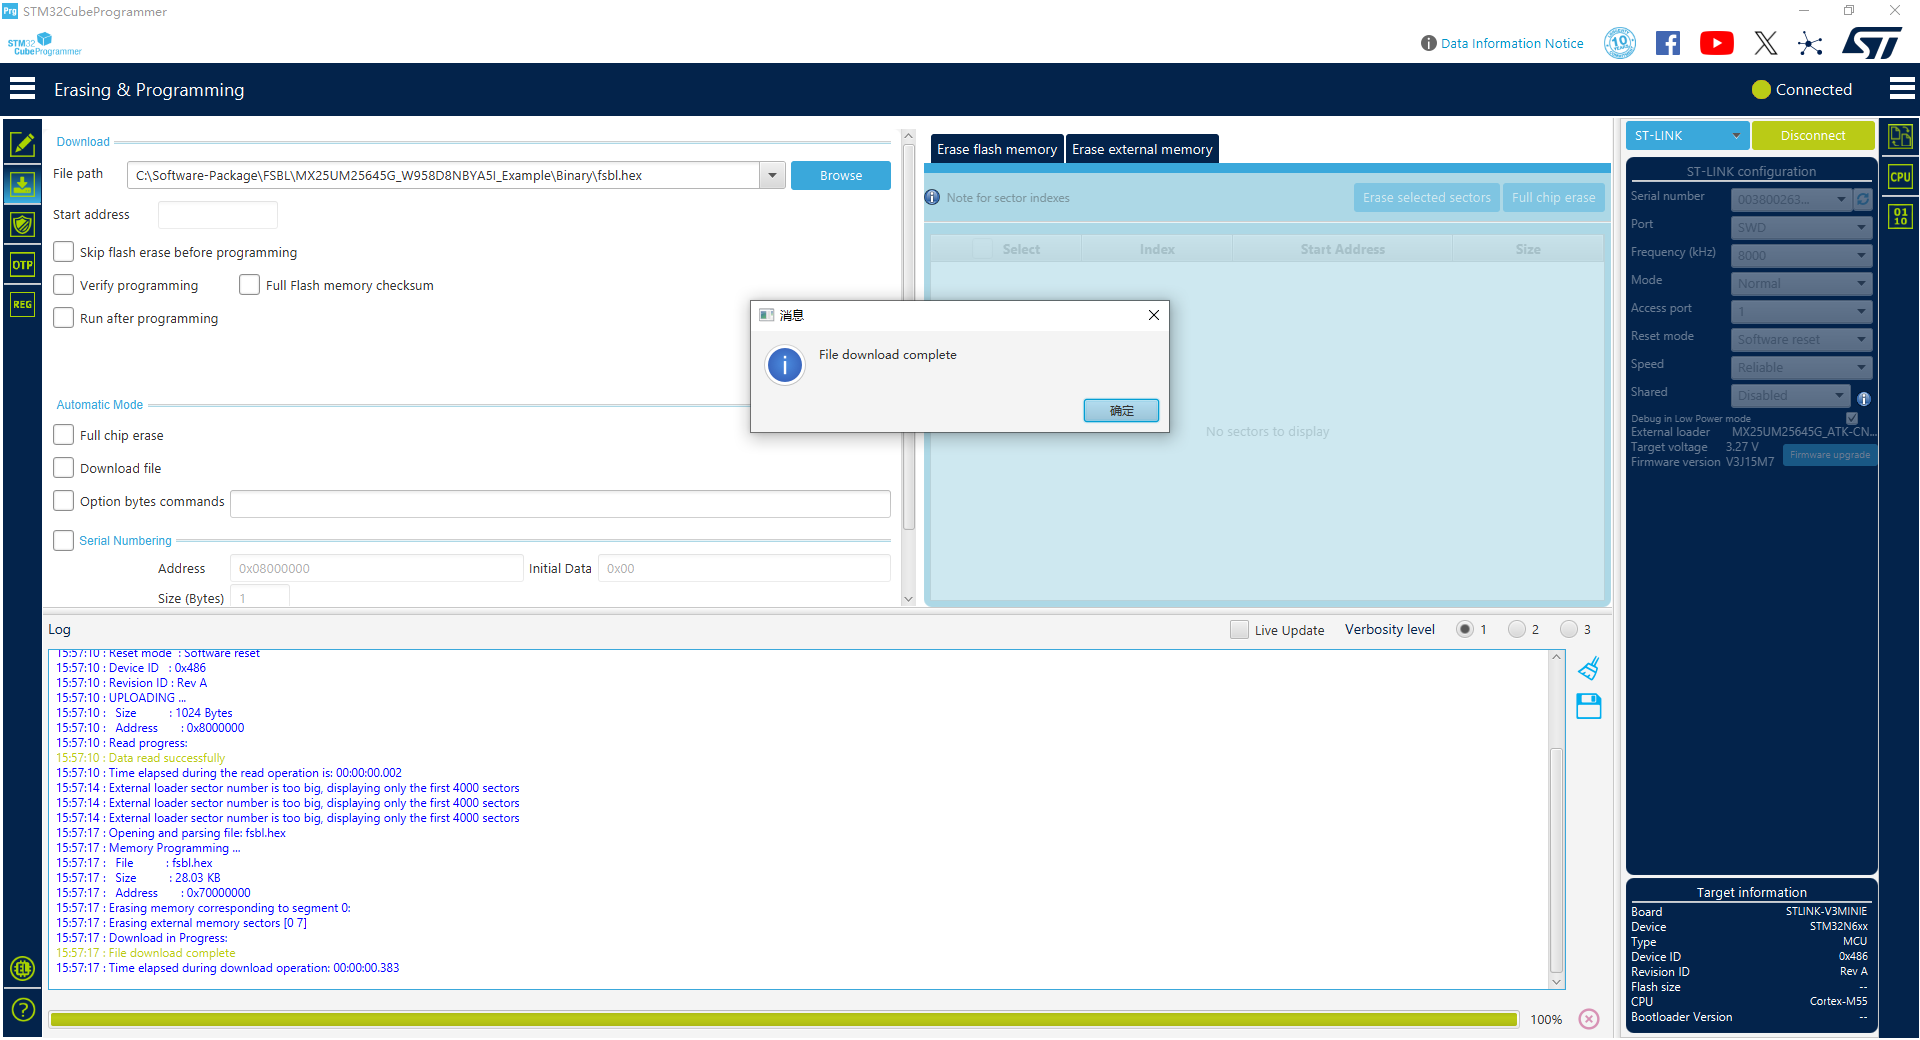 Prg STM32CubeProgrammer
STM32
CubeProgrammer
Data Information Notice
10
Erasing & Programming
Connected
Download
File path
C:\Software-Package\FSBL\MX25UM25645G_W958D8NBYA5I_Example\Binary\fsbl.hex
Browse
Start address
Skip flash erase before programming
Verify programming
Full Flash memory checksum
Run after programming
Automatic Mode
Full chip erase
Download file
Option bytes commands
Serial Numbering
Address
0x08000000
Initial Data
0x00
Size (Bytes)
1
OTP
REG
Erase flash memory
Erase external memory
Note for sector indexes
Erase selected sectors
Full chip erase
Select
Index
Start Address
Size
No sectors to display
消息
File download complete
确定
ST-LINK
Disconnect
ST-LINK configuration
Serial number
003800263...
Port
SWD
Frequency (kHz)
8000
Mode
Normal
Access port
1
Reset mode
Software reset
Speed
Reliable
Shared
Disabled
Debug in Low Power mode
External loader MX25UM25645G_ATK-CN...
Target voltage 3.27 V
Firmware version V3J15M7
Firmware upgrade
CPU
01
10
Log
Live Update
Verbosity level
1
2
3
15:57:10 : Reset mode : Software reset
15:57:10 : Device ID : 0x486
15:57:10 : Revision ID : Rev A
15:57:10 : UPLOADING ...
15:57:10 : Size : 1024 Bytes
15:57:10 : Address : 0x8000000
15:57:10 : Read progress:
15:57:10 : Data read successfully
15:57:10 : Time elapsed during the read operation is: 00:00:00.002
15:57:14 : External loader sector number is too big, displaying only the first 4000 sectors
15:57:14 : External loader sector number is too big, displaying only the first 4000 sectors
15:57:14 : External loader sector number is too big, displaying only the first 4000 sectors
15:57:17 : Opening and parsing file: fsbl.hex
15:57:17 : Memory Programming ...
15:57:17 : File : fsbl.hex
15:57:17 : Size : 28.03 KB
15:57:17 : Address : 0x70000000
15:57:17 : Erasing memory corresponding to segment 0:
15:57:17 : Erasing external memory sectors [0 7]
15:57:17 : Download in Progress:
15:57:17 : File download complete
15:57:17 : Time elapsed during download operation: 00:00:00.383
100%
Target information
Board STLINK-V3MINIE
Device STM32N6xx
Type MCU
Device ID 0x486
Revision ID Rev A
Flash size --
CPU Cortex-M55
Bootloader Version --